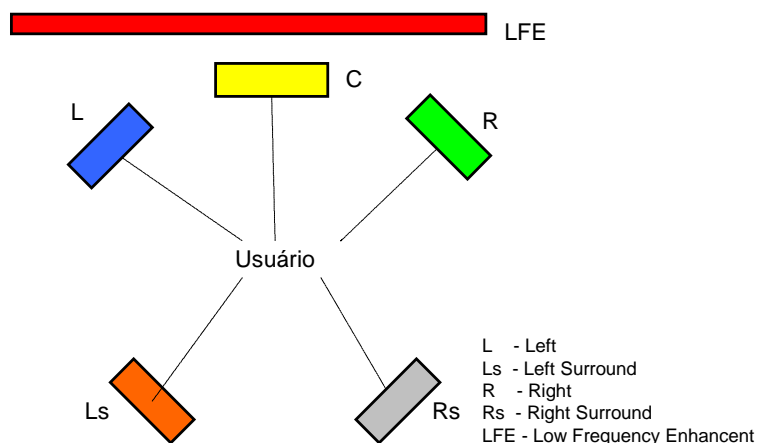 LFE
C
L
R
Usuário
Ls
Rs
L - Left
Ls - Left Surround
R - Right
Rs - Right Surround
LFE - Low Frequency Enhancent